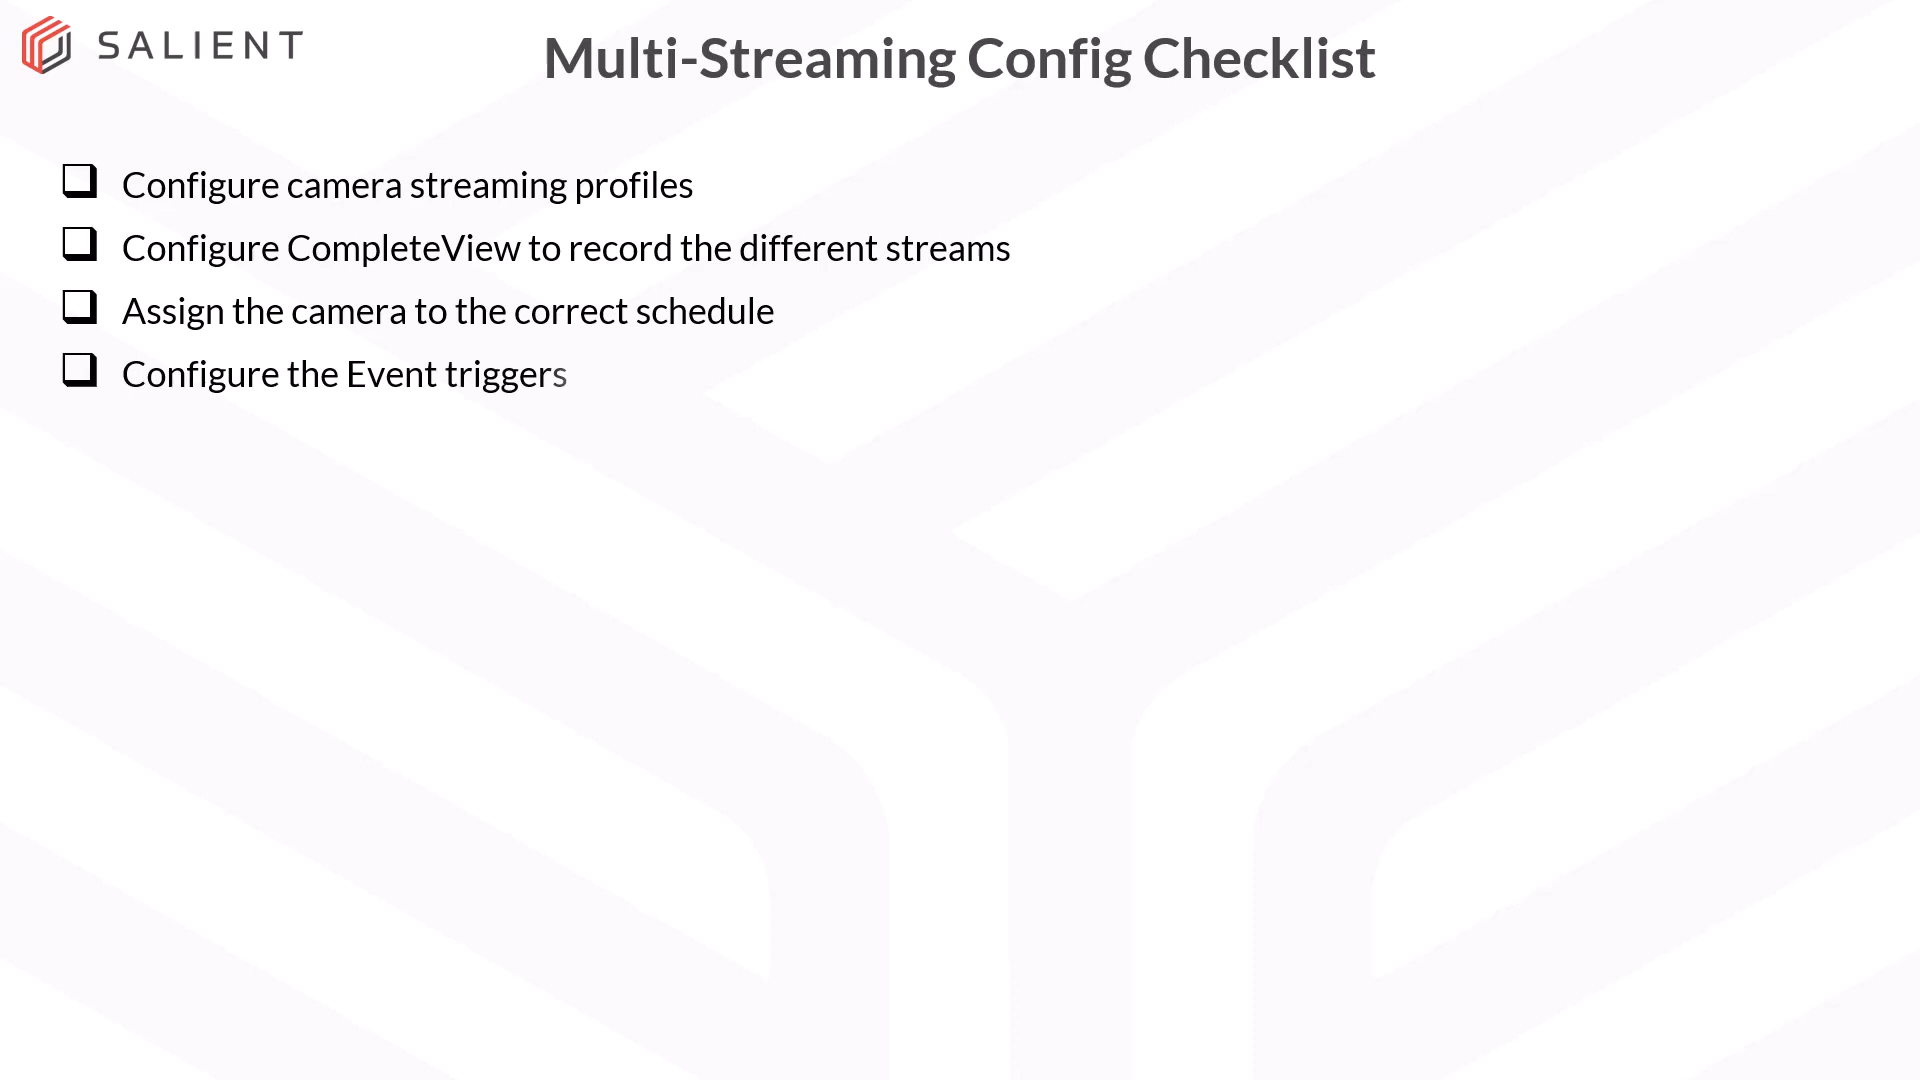 SALIENT
Multi-Streaming Config Checklist
Configure camera streaming profiles
Configure CompleteView to record the different streams
Assign the camera to the correct schedule
Configure the Event triggers